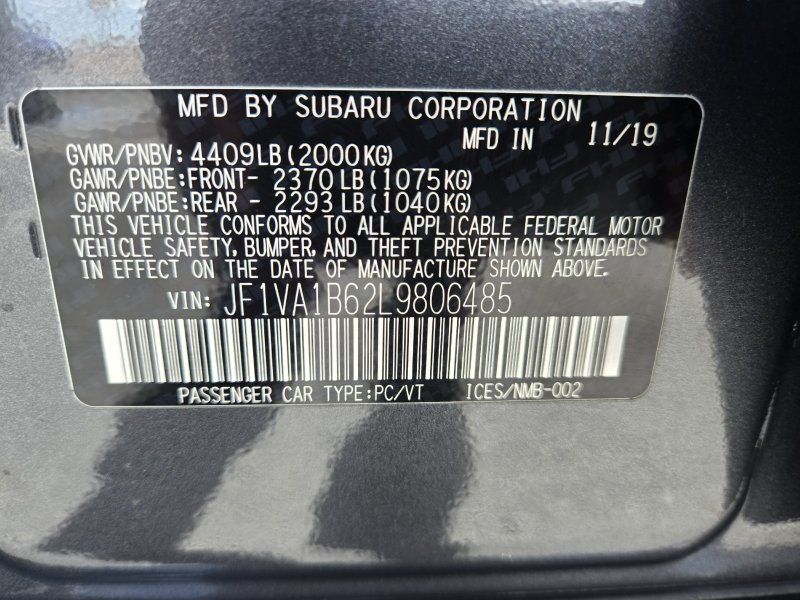 MFD BY SUBARU CORPORATION
MFD IN 11/19
GVWR/PNBV: 4409LB(2000KG)
GAWR/PNBE:FRONT- 2370LB(1075KG)
GAWR/PNBE:REAR - 2293LB(1040KG)
THIS VEHICLE CONFORMS TO ALL APPLICABLE FEDERAL MOTOR
VEHICLE SAFETY, BUMPER, AND THEFT PREVENTION STANDARDS
IN EFFECT ON THE DATE OF MANUFACTURE SHOWN ABOVE.
VIN: JF1VA1B62L9806485
PASSENGER CAR TYPE:PC/VT ICES/NMB-002